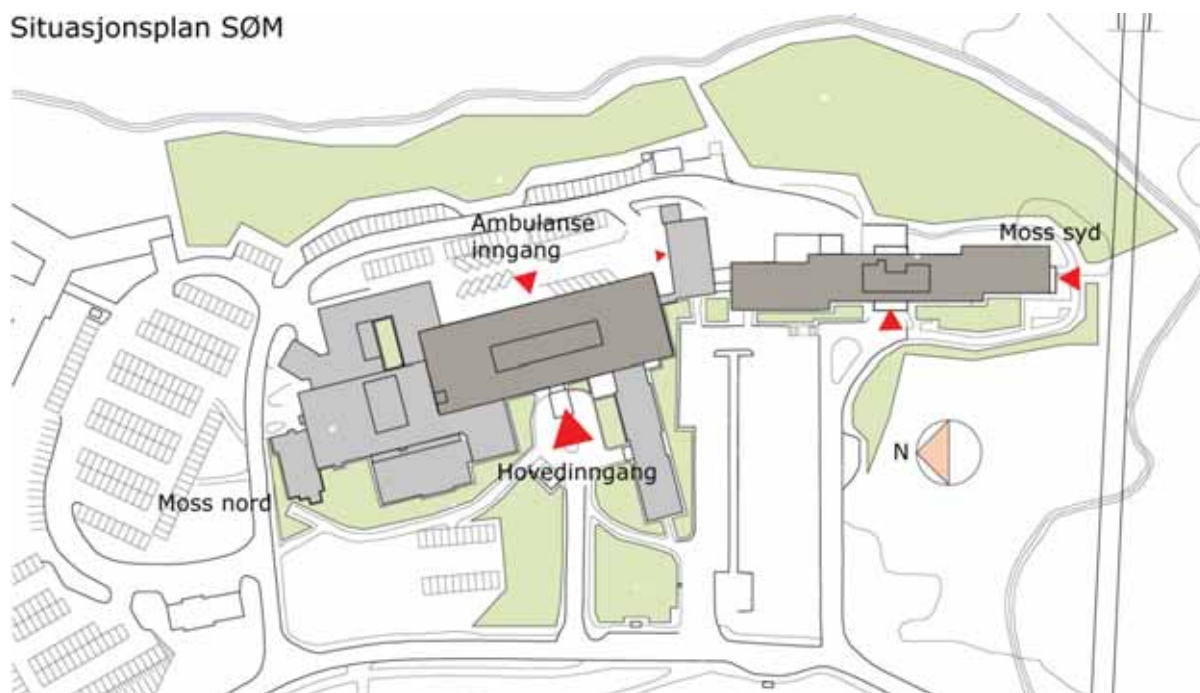 Situasjonsplan SØM
Ambulanse
inngang
Moss syd
Hovedinngang
N
Moss nord